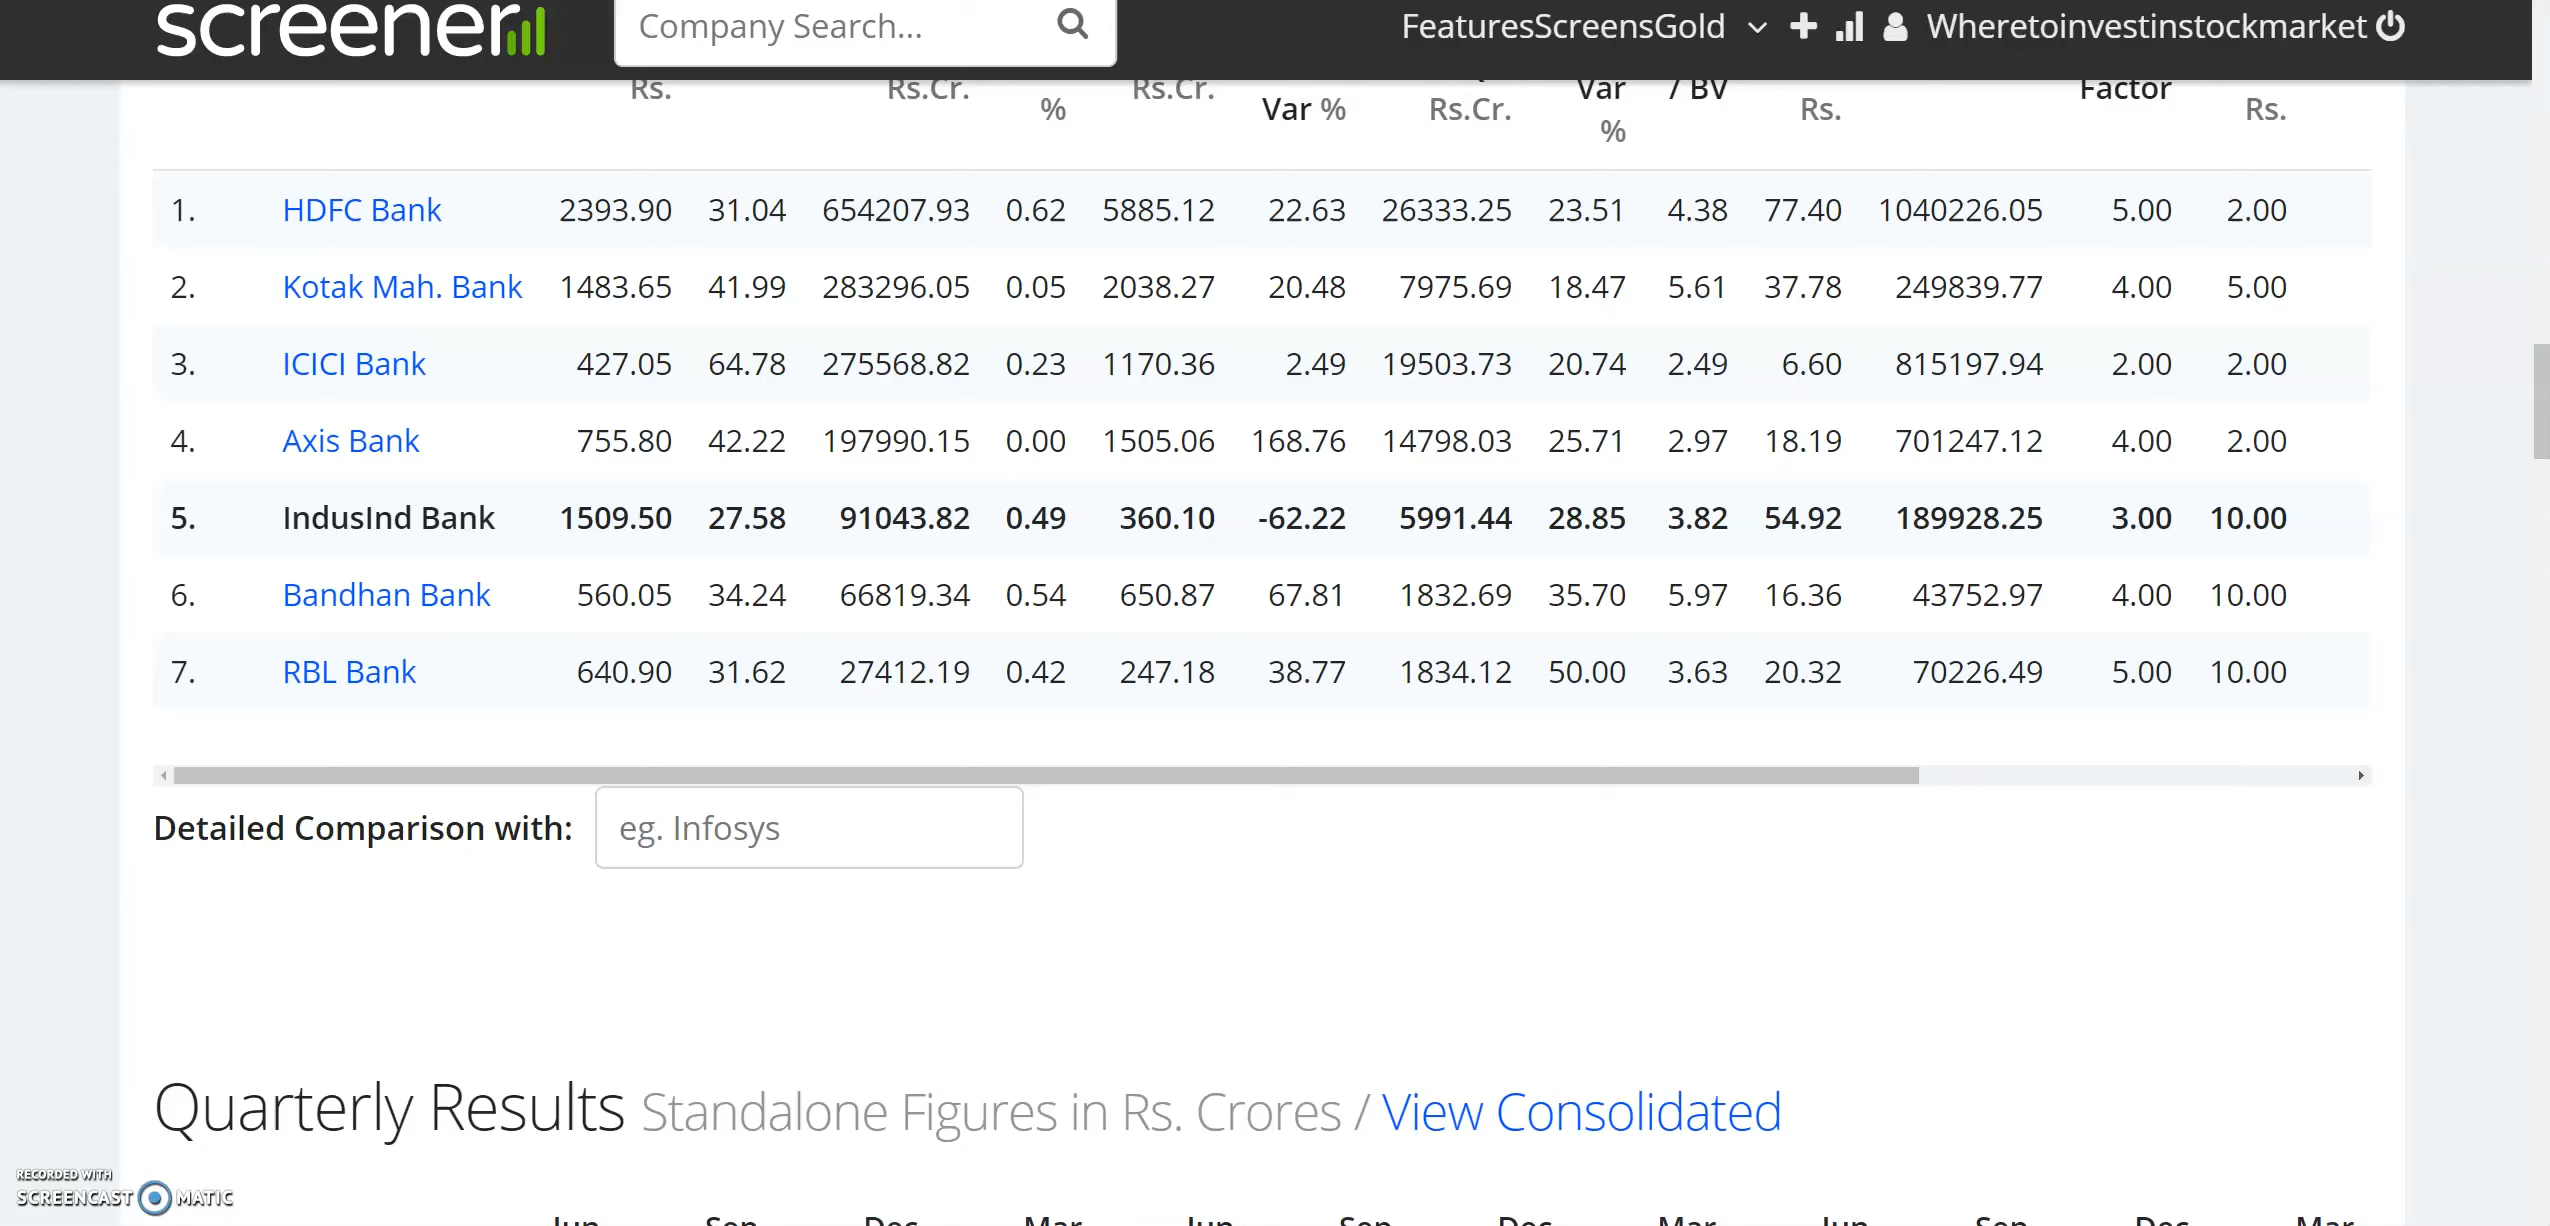 screener Company Search... FeaturesScreensGold Wheretoinvestinstockmarket
Rs. Rs.Cr. % Rs.Cr. Var % Rs.Cr. Var % / BV Rs. Factor Rs.
1. HDFC Bank 2393.90 31.04 654207.93 0.62 5885.12 22.63 26333.25 23.51 4.38 77.40 1040226.05 5.00 2.00
2. Kotak Mah. Bank 1483.65 41.99 283296.05 0.05 2038.27 20.48 7975.69 18.47 5.61 37.78 249839.77 4.00 5.00
3. ICICI Bank 427.05 64.78 275568.82 0.23 1170.36 2.49 19503.73 20.74 2.49 6.60 815197.94 2.00 2.00
4. Axis Bank 755.80 42.22 197990.15 0.00 1505.06 168.76 14798.03 25.71 2.97 18.19 701247.12 4.00 2.00
5. IndusInd Bank 1509.50 27.58 91043.82 0.49 360.10 -62.22 5991.44 28.85 3.82 54.92 189928.25 3.00 10.00
6. Bandhan Bank 560.05 34.24 66819.34 0.54 650.87 67.81 1832.69 35.70 5.97 16.36 43752.97 4.00 10.00
7. RBL Bank 640.90 31.62 27412.19 0.42 247.18 38.77 1834.12 50.00 3.63 20.32 70226.49 5.00 10.00
Detailed Comparison with: eg. Infosys
Quarterly Results Standalone Figures in Rs. Crores / View Consolidated
RECORDED WITH
SCREENCAST MATIC
Jun Sep Dec Mar Jun Sep Dec Mar Jun Sep Dec Mar